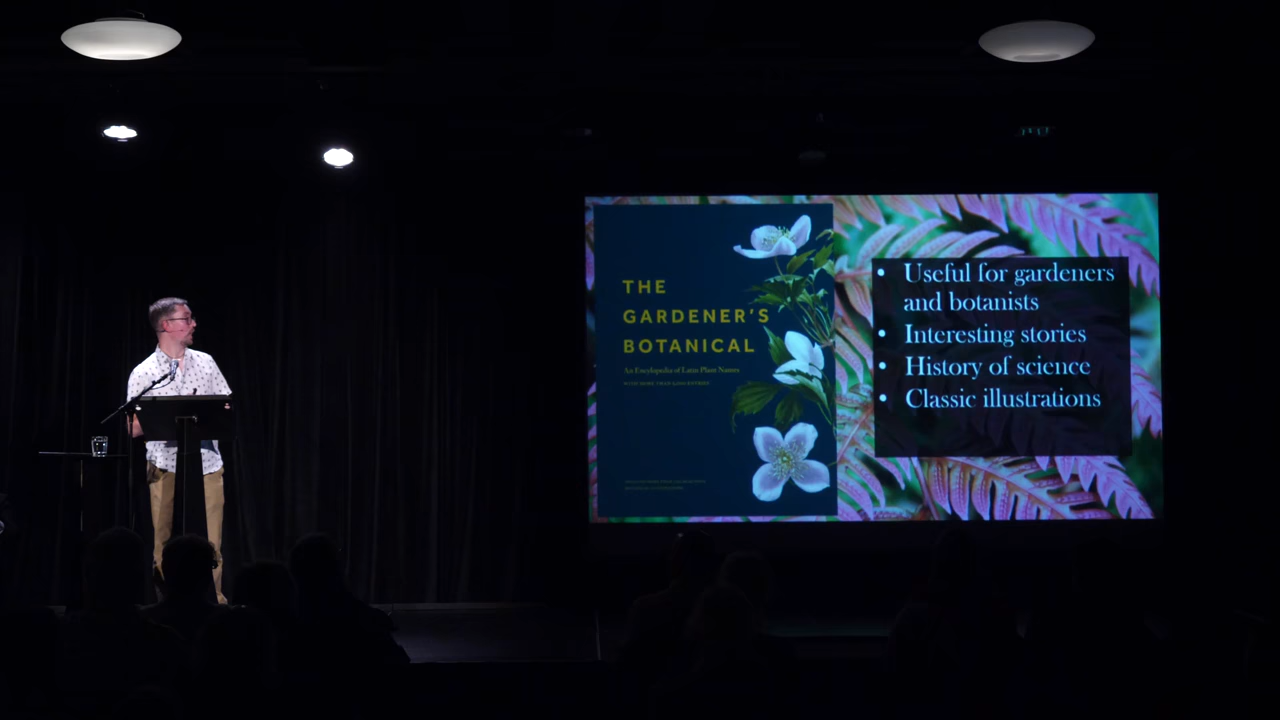 THE
GARDENER'S
BOTANICAL
An Encyclopedia of Latin Plant Names
• Useful for gardeners
and botanists
• Interesting stories
• History of science
• Classic illustrations